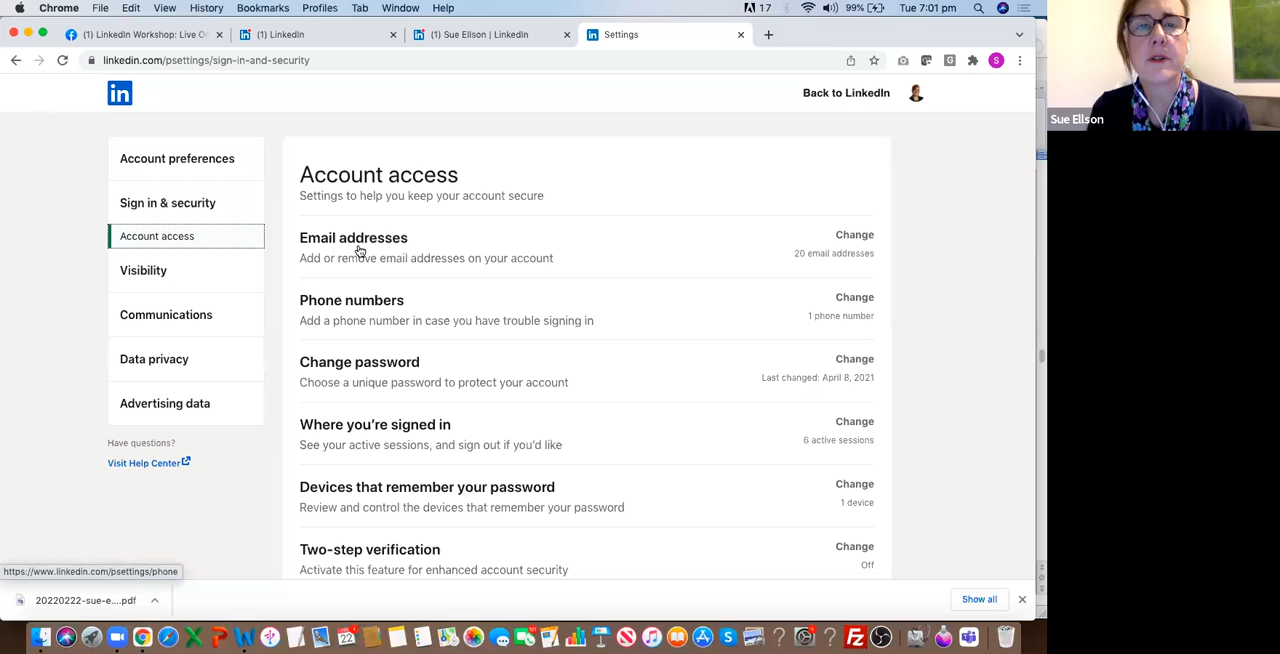 Chrome File Edit View History Bookmarks Profiles Tab Window Help 17 99% Tue 7:01 pm
(1) LinkedIn Workshop: Live O
(1) LinkedIn
(1) Sue Ellson | LinkedIn
Settings
linkedin.com/psettings/sign-in-and-security
S
in
Back to LinkedIn
Sue Ellson
Account preferences
Sign in & security
Account access
Visibility
Communications
Data privacy
Advertising data
Have questions?
Visit Help Center
Account access
Settings to help you keep your account secure
Email addresses
Change
Add or remove email addresses on your account
20 email addresses
Phone numbers
Change
Add a phone number in case you have trouble signing in
1 phone number
Change password
Change
Choose a unique password to protect your account
Last changed: April 8, 2021
Where you're signed in
Change
See your active sessions, and sign out if you'd like
6 active sessions
Devices that remember your password
Change
Review and control the devices that remember your password
1 device
Two-step verification
Change
Activate this feature for enhanced account security
Off
https://www.linkedin.com/psettings/phone
20220222-sue-e....pdf
Show all
22